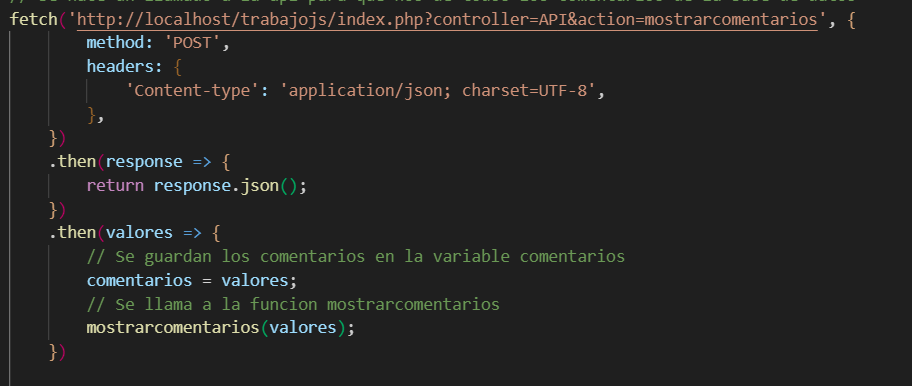 fetch('http://localhost/trabajojs/index.php?controller=API&action=mostrarcomentarios', {
method: 'POST',
headers: {
'Content-type': 'application/json; charset=UTF-8',
},
})
.then(response => {
return response.json();
})
.then(valores => {
// Se guardan los comentarios en la variable comentarios
comentarios = valores;
// Se llama a la funcion mostrarcomentarios
mostrarcomentarios(valores);
})